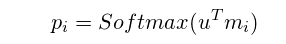 $p_i = Softmax(u^T m_i)$